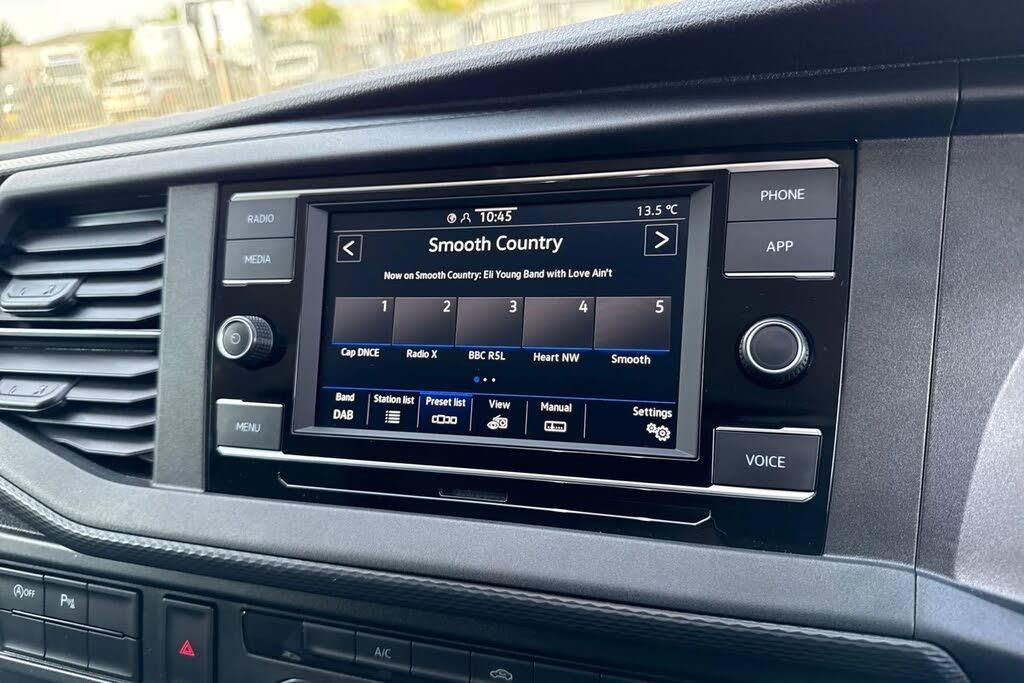 RADIO
MEDIA
MENU
10:45
13.5 °C
<
Smooth Country
>
Now on Smooth Country: Eli Young Band with Love Ain't
1 2 3 4 5
Cap DNCE Radio X BBC R5L Heart NW Smooth
Band Station list Preset list View Manual Settings
DAB
PHONE
APP
VOICE
A OFF
P
A/C